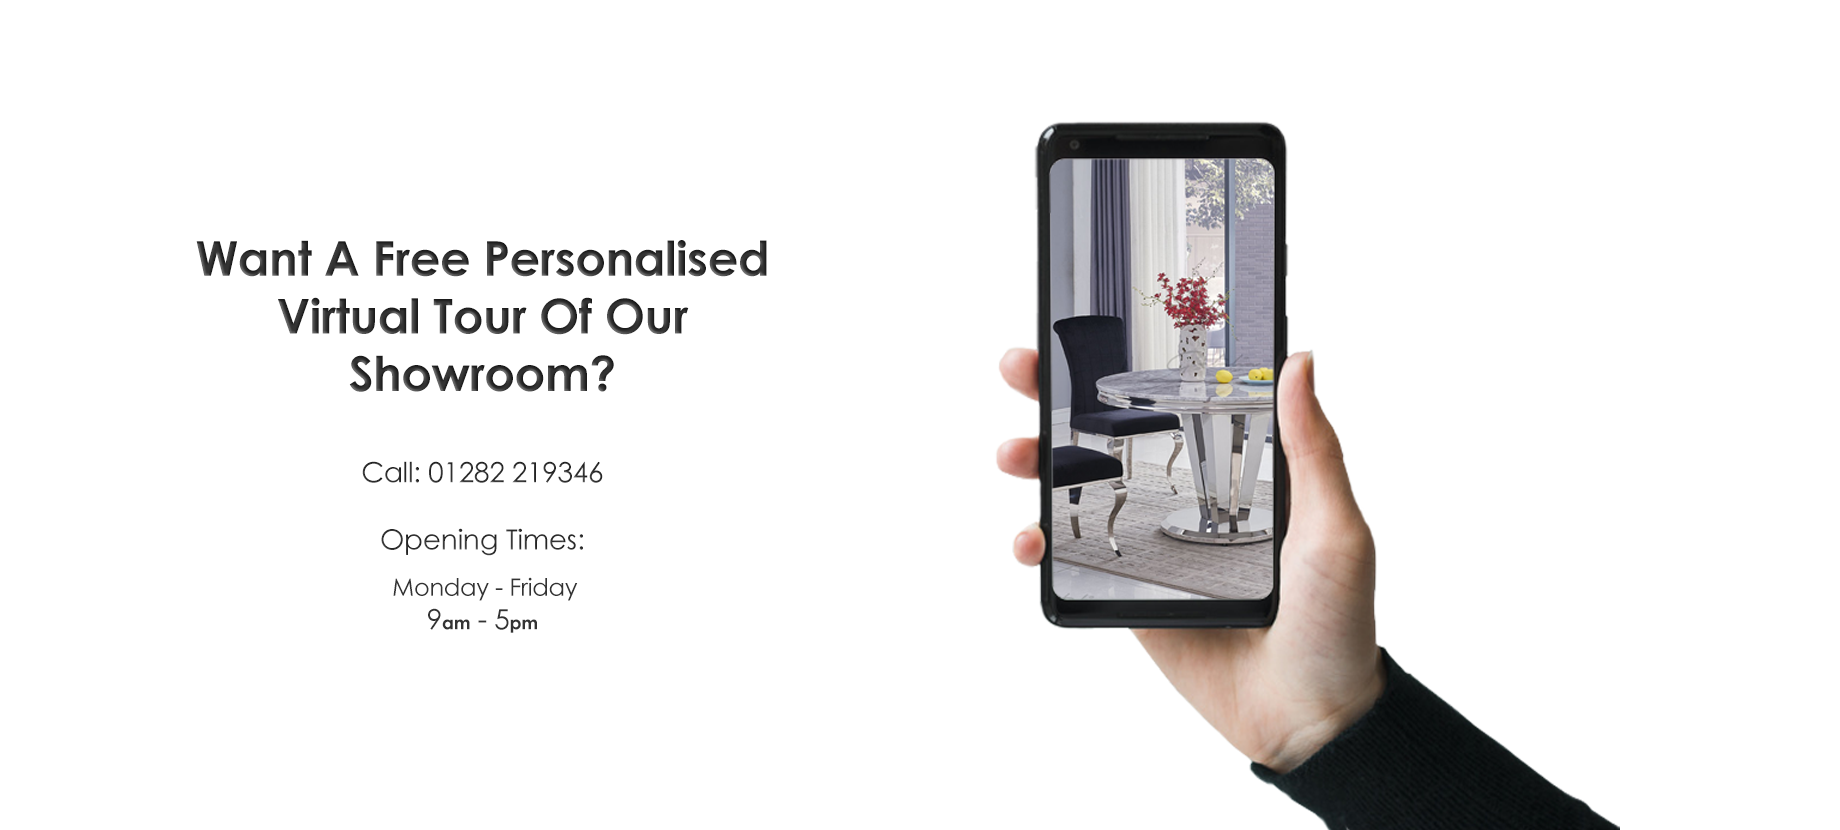 Want A Free Personalised
Virtual Tour Of Our
Showroom?
Call: 01282 219346
Opening Times:
Monday - Friday
9am - 5pm